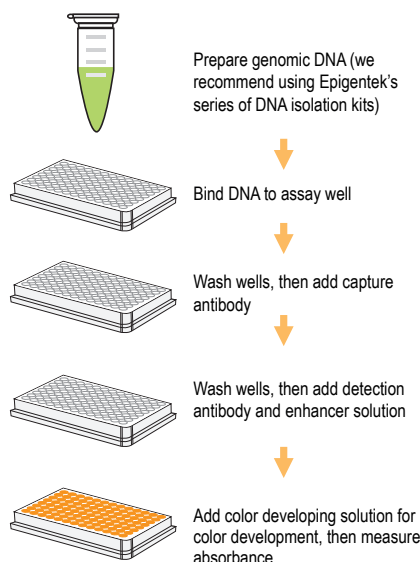 Prepare genomic DNA (we
recommend using Epigentek's
series of DNA isolation kits)
Bind DNA to assay well
Wash wells, then add capture
antibody
Wash wells, then add detection
antibody and enhancer solution
Add color developing solution for
color development, then measure
absorbance